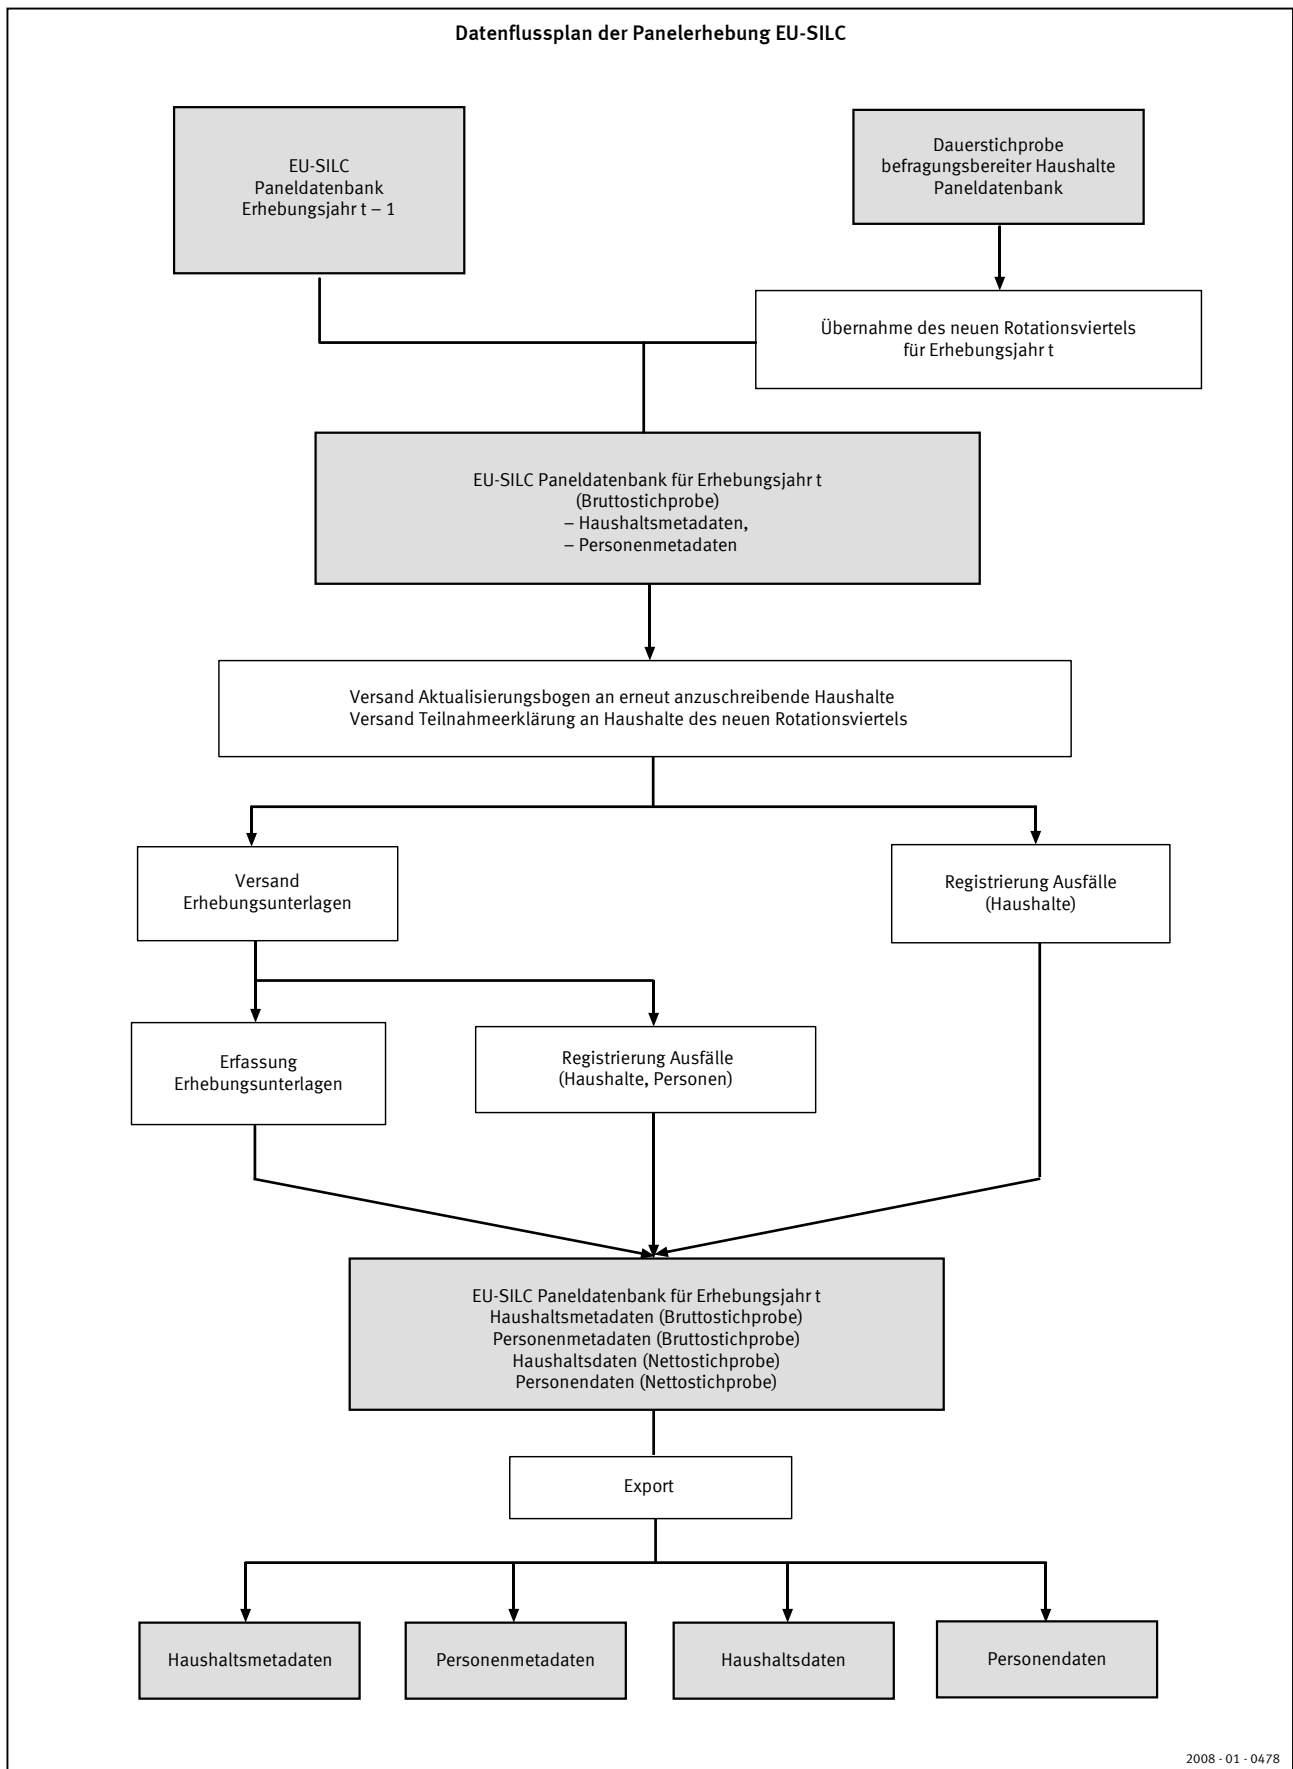 Datenflussplan der Panelerhebung EU-SILC
EU-SILC
Paneldatenbank
Erhebungsjahr t – 1
Dauerstichprobe
befragungsbereiter Haushalte
Paneldatenbank
Übernahme des neuen Rotationsviertels
für Erhebungsjahr t
EU-SILC Paneldatenbank für Erhebungsjahr t
(Bruttostichprobe)
– Haushaltsmetadaten,
– Personenmetadaten
Versand Aktualisierungsbogen an erneut anzuschreibende Haushalte
Versand Teilnahmeerklärung an Haushalte des neuen Rotationsviertels
Versand
Erhebungsunterlagen
Registrierung Ausfälle
(Haushalte)
Erfassung
Erhebungsunterlagen
Registrierung Ausfälle
(Haushalte, Personen)
EU-SILC Paneldatenbank für Erhebungsjahr t
Haushaltsmetadaten (Bruttostichprobe)
Personenmetadaten (Bruttostichprobe)
Haushaltsdaten (Nettostichprobe)
Personendaten (Nettostichprobe)
Export
Haushaltsmetadaten
Personenmetadaten
Haushaltsdaten
Personendaten
2008 - 01 - 0478